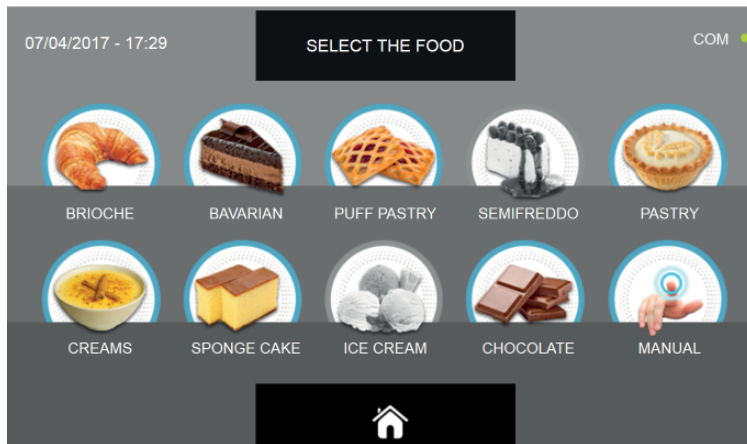 07/04/2017 - 17:29
SELECT THE FOOD
COM
BRIOCHE
BAVARIAN
PUFF PASTRY
SEMIFREDDO
PASTRY
CREAMS
SPONGE CAKE
ICE CREAM
CHOCOLATE
MANUAL